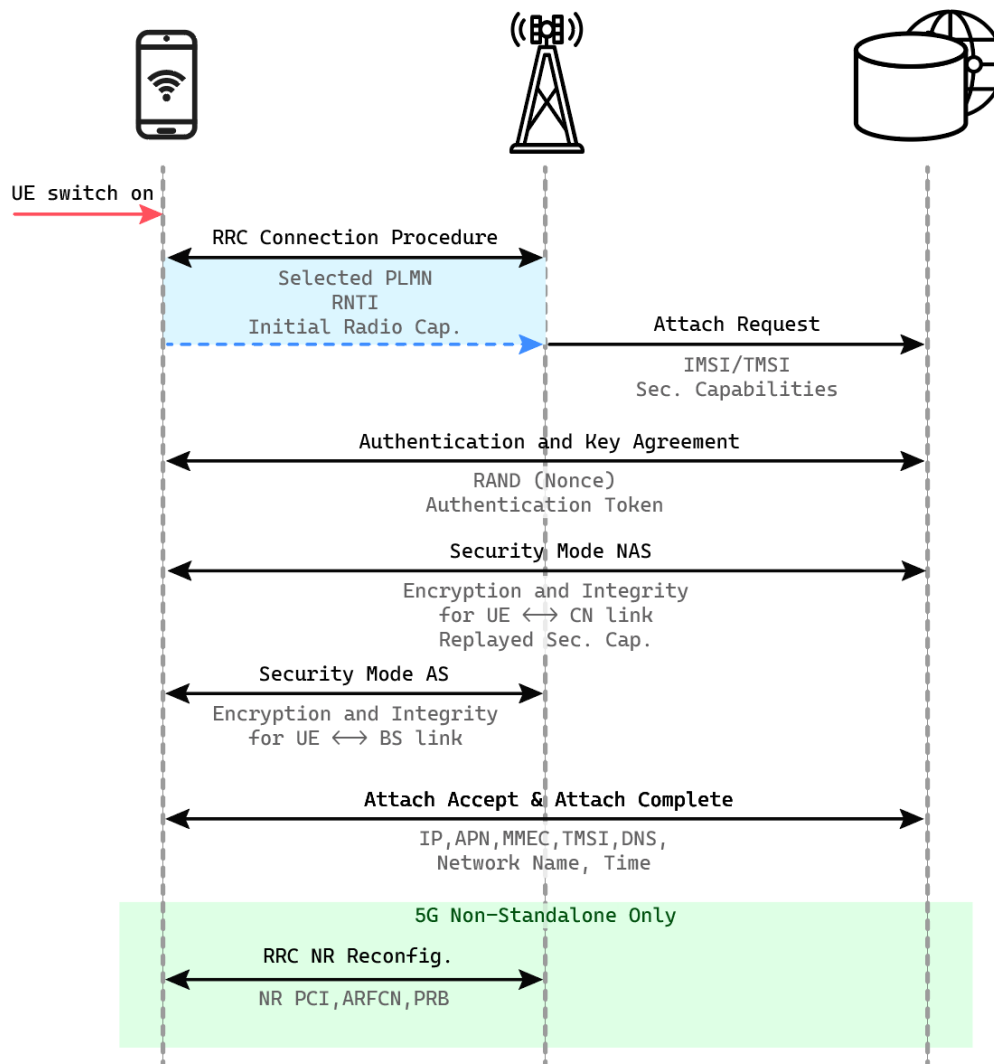 UE switch on
RRC Connection Procedure
Selected PLMN
RNTI
Initial Radio Cap.
Attach Request
IMSI/TMSI
Sec. Capabilities
Authentication and Key Agreement
RAND (Nonce)
Authentication Token
Security Mode NAS
Encryption and Integrity
for UE ⟷ CN link
Replayed Sec. Cap.
Security Mode AS
Encryption and Integrity
for UE ⟷ BS link
Attach Accept & Attach Complete
IP,APN,MMEC,TMSI,DNS,
Network Name, Time
5G Non-Standalone Only
RRC NR Reconfig.
NR PCI,ARFCN,PRB